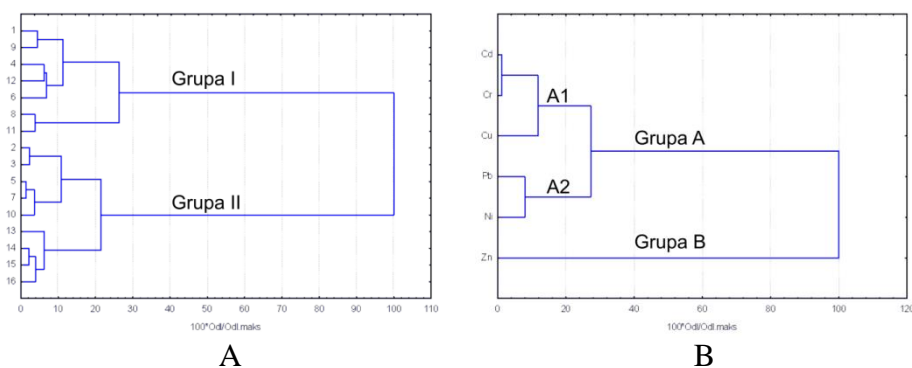 1
9
4
12
6
8
11
2
3
5
7
10
13
14
15
16
Grupa I
Grupa II
0 10 20 30 40 50 60 70 80 90 100 110
100*Odl/Odl.maks
A
Cd
Cr
Cu
Pb
Ni
Zn
A1
Grupa A
A2
Grupa B
0 20 40 60 80 100 120
100*Odl/Odl.maks
B